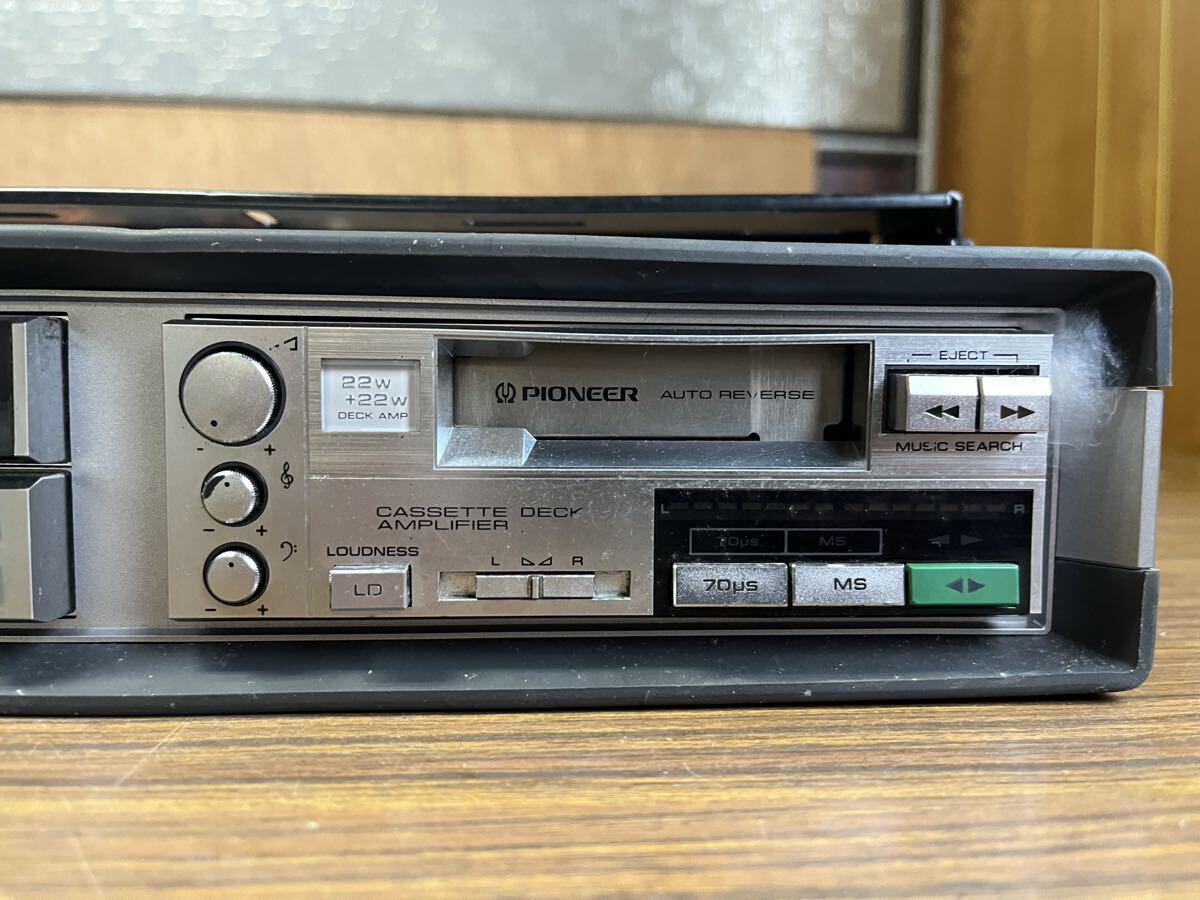 22w
+22w
DECK AMP
PIONEER AUTO REVERSE
EJECT
MUSIC SEARCH
- +
- +
- +
CASSETTE DECK
AMPLIFIER
LOUDNESS
LD
L R
L R
70µs MS
70µs MS